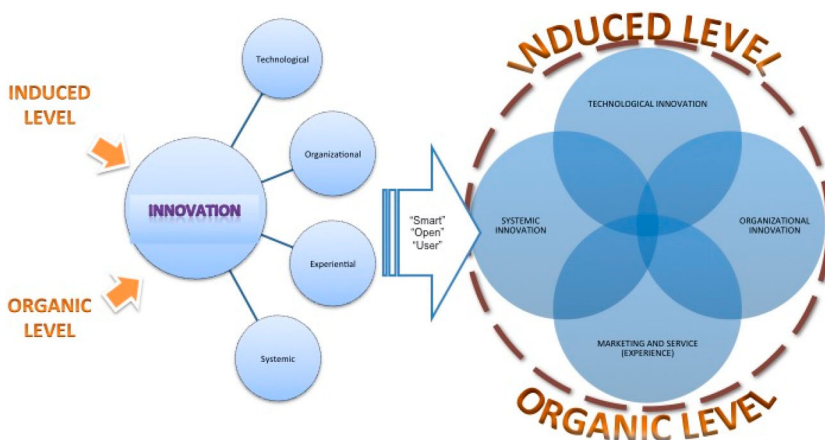 INDUCED
LEVEL
ORGANIC
LEVEL
INNOVATION
Technological
Organizational
Experiential
Systemic
“Smart”
“Open”
“User”
INDUCED LEVEL
TECHNOLOGICAL INNOVATION
SYSTEMIC
INNOVATION
ORGANIZATIONAL
INNOVATION
MARKETING AND SERVICE
(EXPERIENCE)
ORGANIC LEVEL